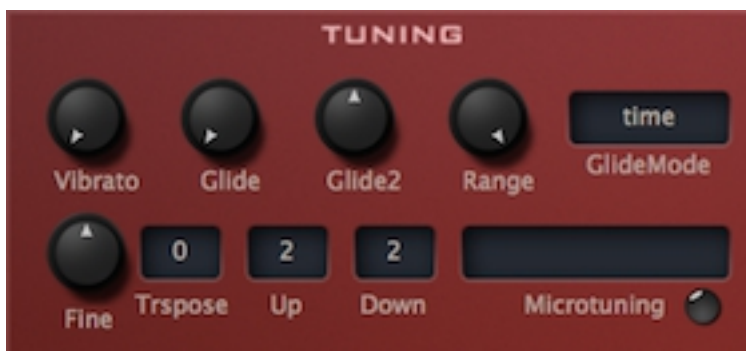 TUNING
time
Vibrato Glide Glide2 Range GlideMode
0 2 2
Fine Trspose Up Down Microtuning